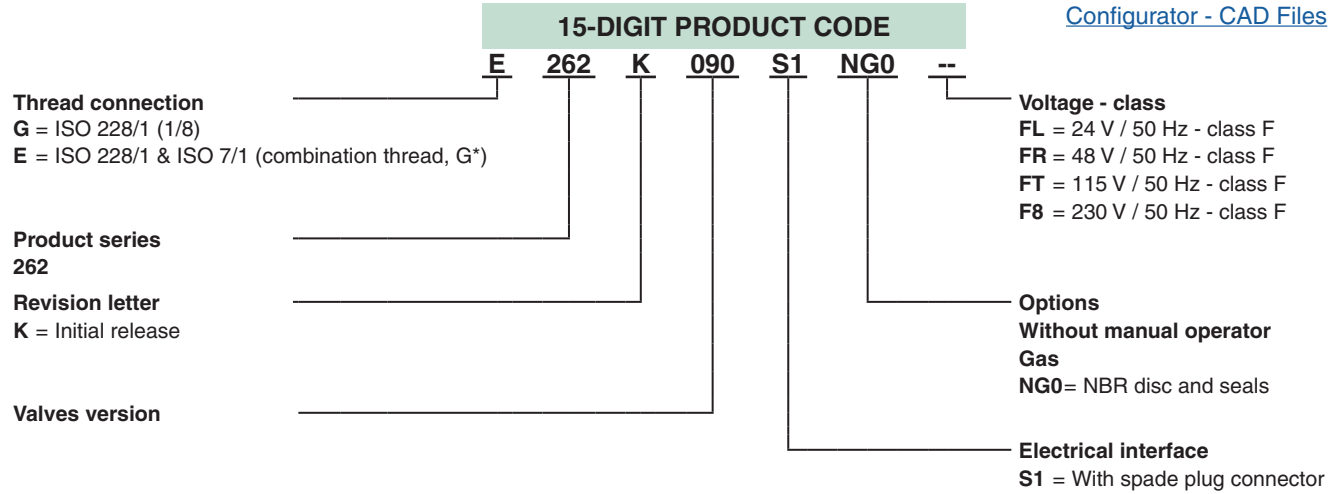 15-DIGIT PRODUCT CODE
Configurator - CAD Files
E 262 K 090 S1 NG0 --
Thread connection
G = ISO 228/1 (1/8)
E = ISO 228/1 & ISO 7/1 (combination thread, G*)
Product series
262
Revision letter
K = Initial release
Valves version
Voltage - class
FL = 24 V / 50 Hz - class F
FR = 48 V / 50 Hz - class F
FT = 115 V / 50 Hz - class F
F8 = 230 V / 50 Hz - class F
Options
Without manual operator
Gas
NG0= NBR disc and seals
Electrical interface
S1 = With spade plug connector